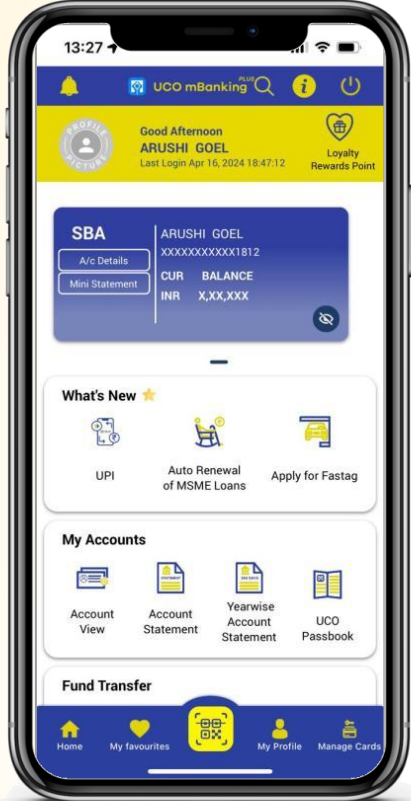 13:27
UCO mBanking PLUS
PROFILE PICTURE
Good Afternoon
ARUSHI GOEL
Last Login Apr 16, 2024 18:47:12
Loyalty
Rewards Point
SBA
A/c Details
Mini Statement
ARUSHI GOEL
XXXXXXXXXXX1812
CUR BALANCE
INR X,XX,XXX
What's New
UPI
Auto Renewal
of MSME Loans
Apply for Fastag
My Accounts
Account
View
Account
Statement
Yearwise
Account
Statement
UCO
Passbook
Fund Transfer
Home
My favourites
My Profile
Manage Cards